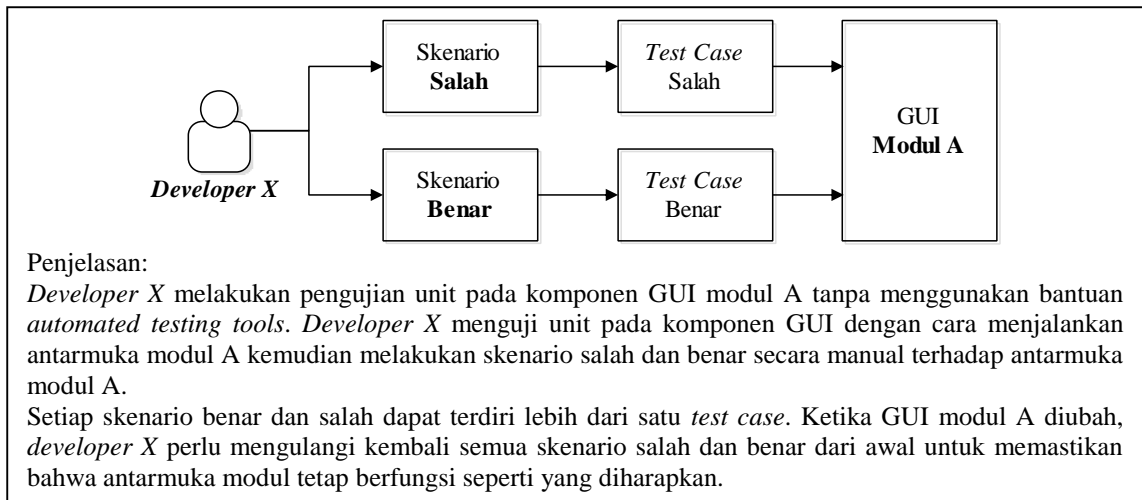 Skenario
Salah
Test Case
Salah
GUI
Modul A
Developer X
Skenario
Benar
Test Case
Benar
Penjelasan:
Developer X melakukan pengujian unit pada komponen GUI modul A tanpa menggunakan bantuan
automated testing tools. Developer X menguji unit pada komponen GUI dengan cara menjalankan
antarmuka modul A kemudian melakukan skenario salah dan benar secara manual terhadap antarmuka
modul A.
Setiap skenario benar dan salah dapat terdiri lebih dari satu test case. Ketika GUI modul A diubah,
developer X perlu mengulangi kembali semua skenario salah dan benar dari awal untuk memastikan
bahwa antarmuka modul tetap berfungsi seperti yang diharapkan.